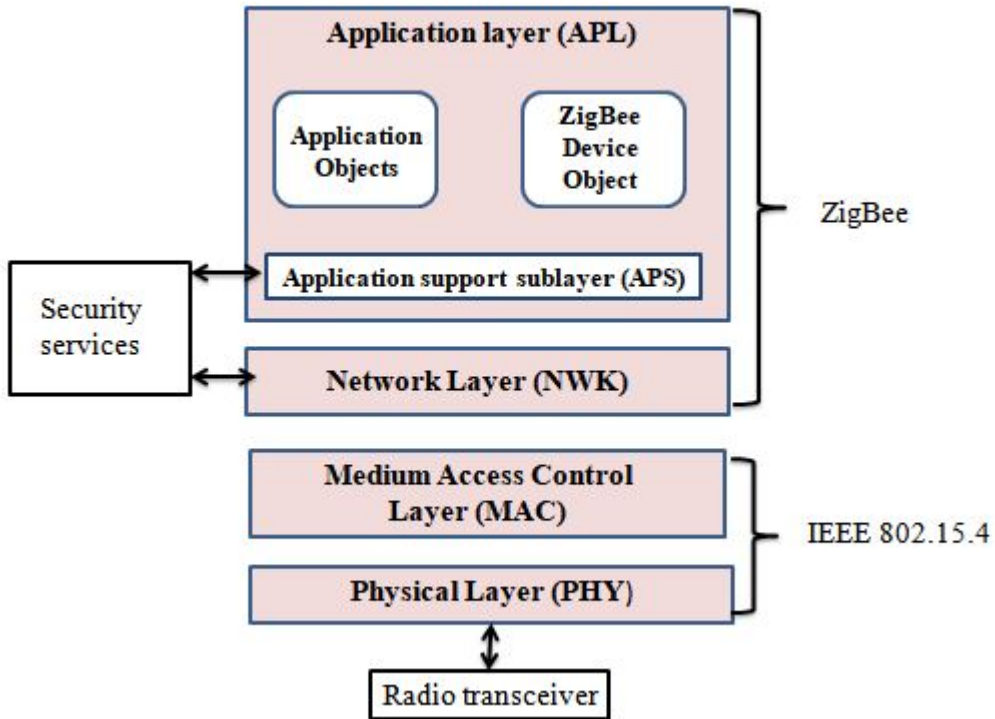 Application layer (APL)
Application
Objects
ZigBee
Device
Object
ZigBee
Application support sublayer (APS)
Security
services
Network Layer (NWK)
Medium Access Control
Layer (MAC)
IEEE 802.15.4
Physical Layer (PHY)
Radio transceiver